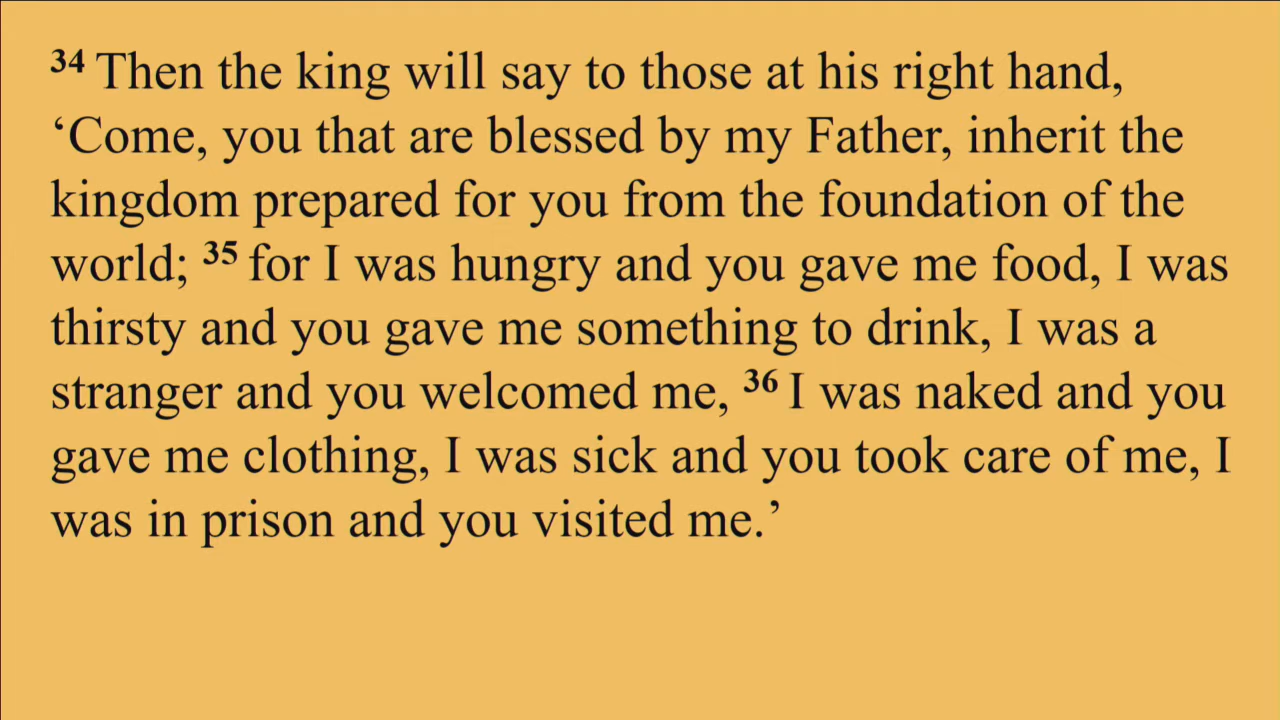 34 Then the king will say to those at his right hand,
‘Come, you that are blessed by my Father, inherit the
kingdom prepared for you from the foundation of the
world; 35 for I was hungry and you gave me food, I was
thirsty and you gave me something to drink, I was a
stranger and you welcomed me, 36 I was naked and you
gave me clothing, I was sick and you took care of me, I
was in prison and you visited me.’